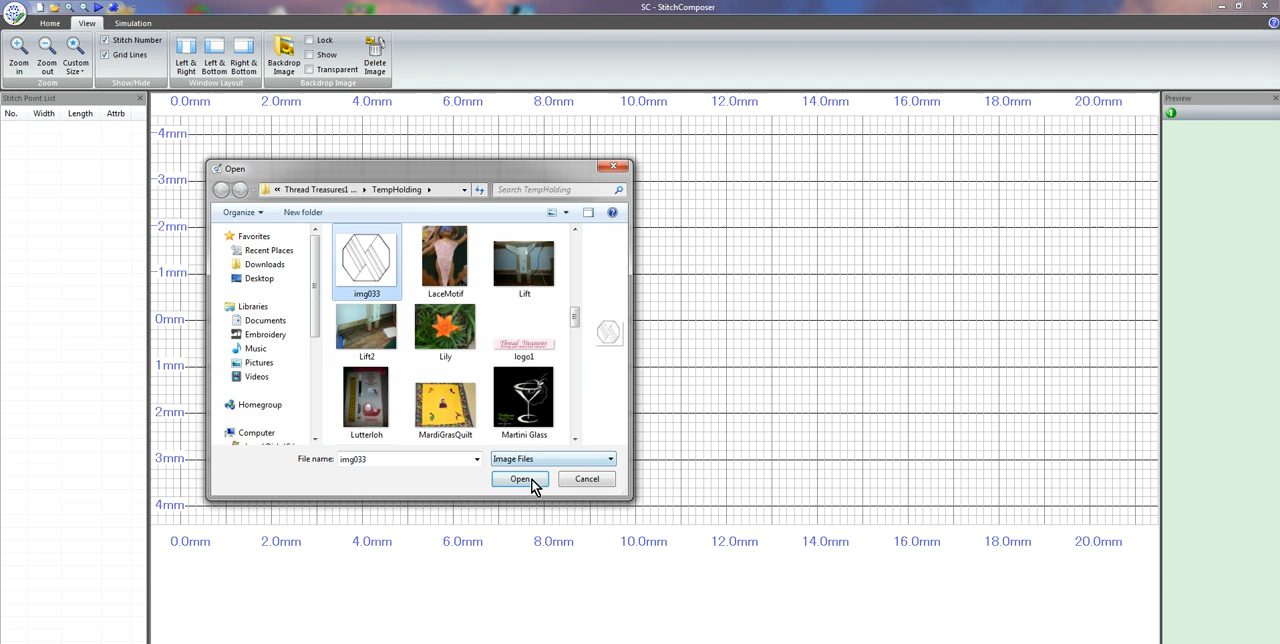 SC - StitchComposer
Home View Simulation
Zoom in
Zoom out
Custom Size
Zoom
Stitch Number
Grid Lines
Show/Hide
Left & Right
Left & Bottom
Right & Bottom
Window Layout
Backdrop Image
Lock
Show
Transparent
Delete Image
Backdrop Image
Stitch Point List
No. Width Length Attrb
Preview
0.0mm 2.0mm 4.0mm 6.0mm 8.0mm 10.0mm 12.0mm 14.0mm 16.0mm 18.0mm 20.0mm
-4mm
-3mm
-2mm
-1mm
0mm
1mm
2mm
3mm
4mm
0.0mm 2.0mm 4.0mm 6.0mm 8.0mm 10.0mm 12.0mm 14.0mm 16.0mm 18.0mm 20.0mm
Open
« Thread Treasures1 ... TempHolding
Search TempHolding
Organize New folder
Favorites
Recent Places
Downloads
Desktop
Libraries
Documents
Embroidery
Music
Pictures
Videos
Homegroup
Computer
img033 LaceMotif Lift
Lift2 Lily logo1
Thread Treasures
Lutterloh MardiGrasQuilt Martini Glass
File name: img033
Image Files
Open Cancel